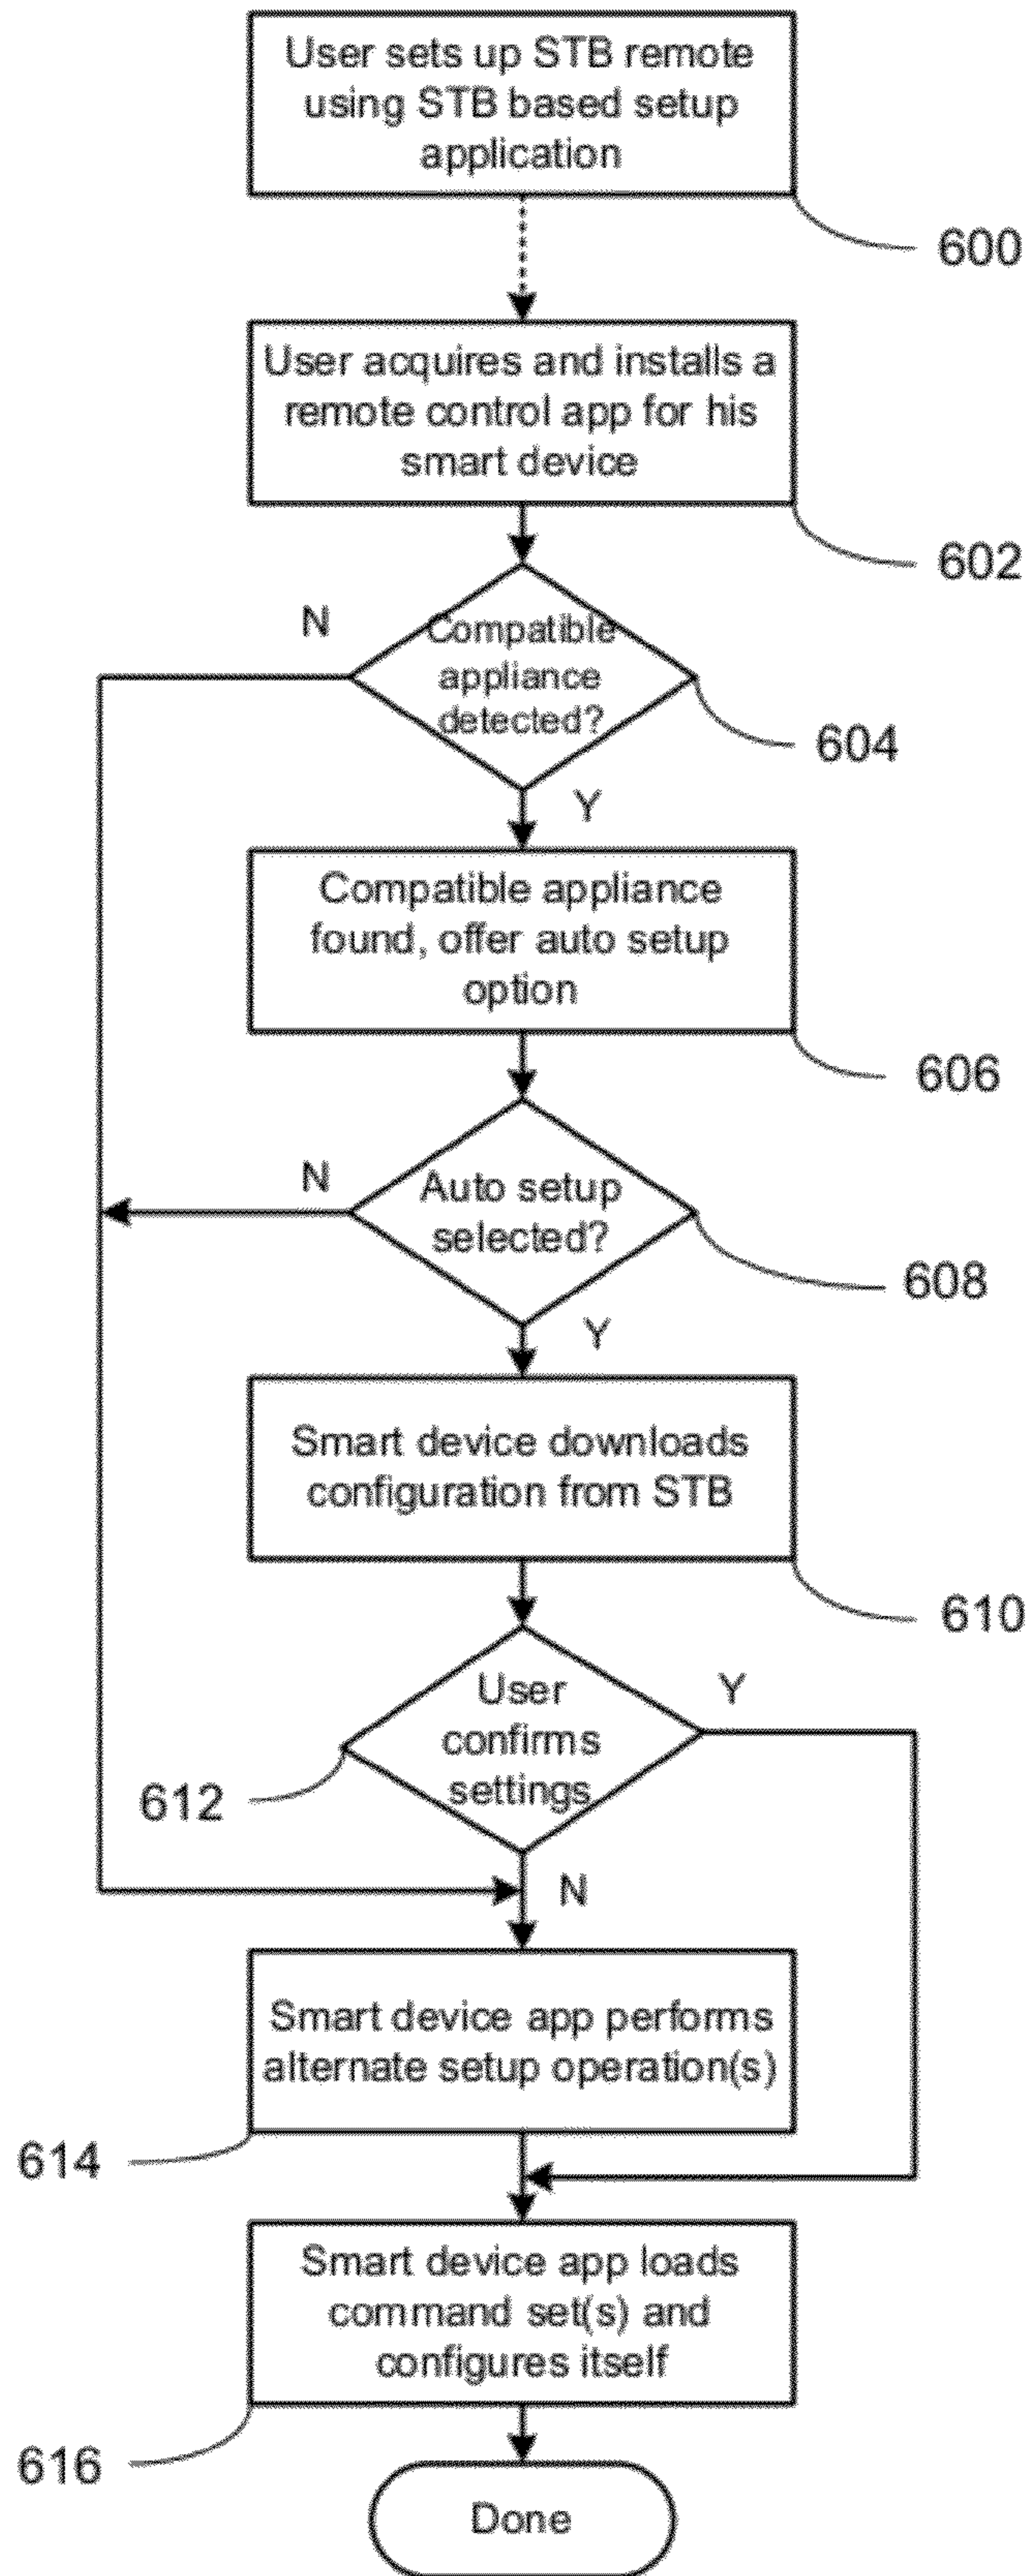 User sets up STB remote
using STB based setup
application
600
User acquires and installs a
remote control app for his
smart device
602
N
Compatible
appliance
detected?
604
Y
Compatible appliance
found, offer auto setup
option
606
N
Auto setup
selected?
608
Y
Smart device downloads
configuration from STB
610
User
confirms
settings
Y
612
N
Smart device app performs
alternate setup operation(s)
614
Smart device app loads
command set(s) and
configures itself
616
Done